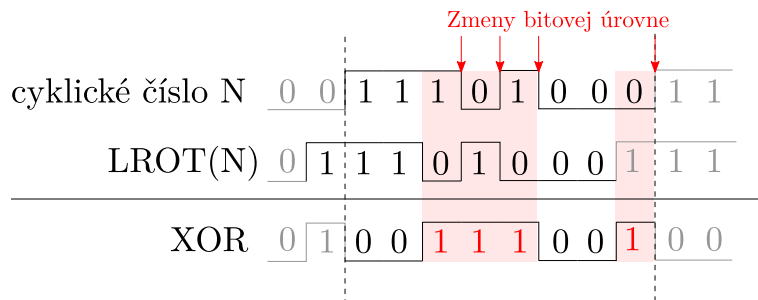 Zmeny bitovej úrovne
cyklické číslo N 0 0 1 1 1 0 1 0 0 0 1 1
LROT(N) 0 1 1 1 0 1 0 0 0 1 1 1
XOR 0 1 0 0 1 1 1 0 0 1 0 0